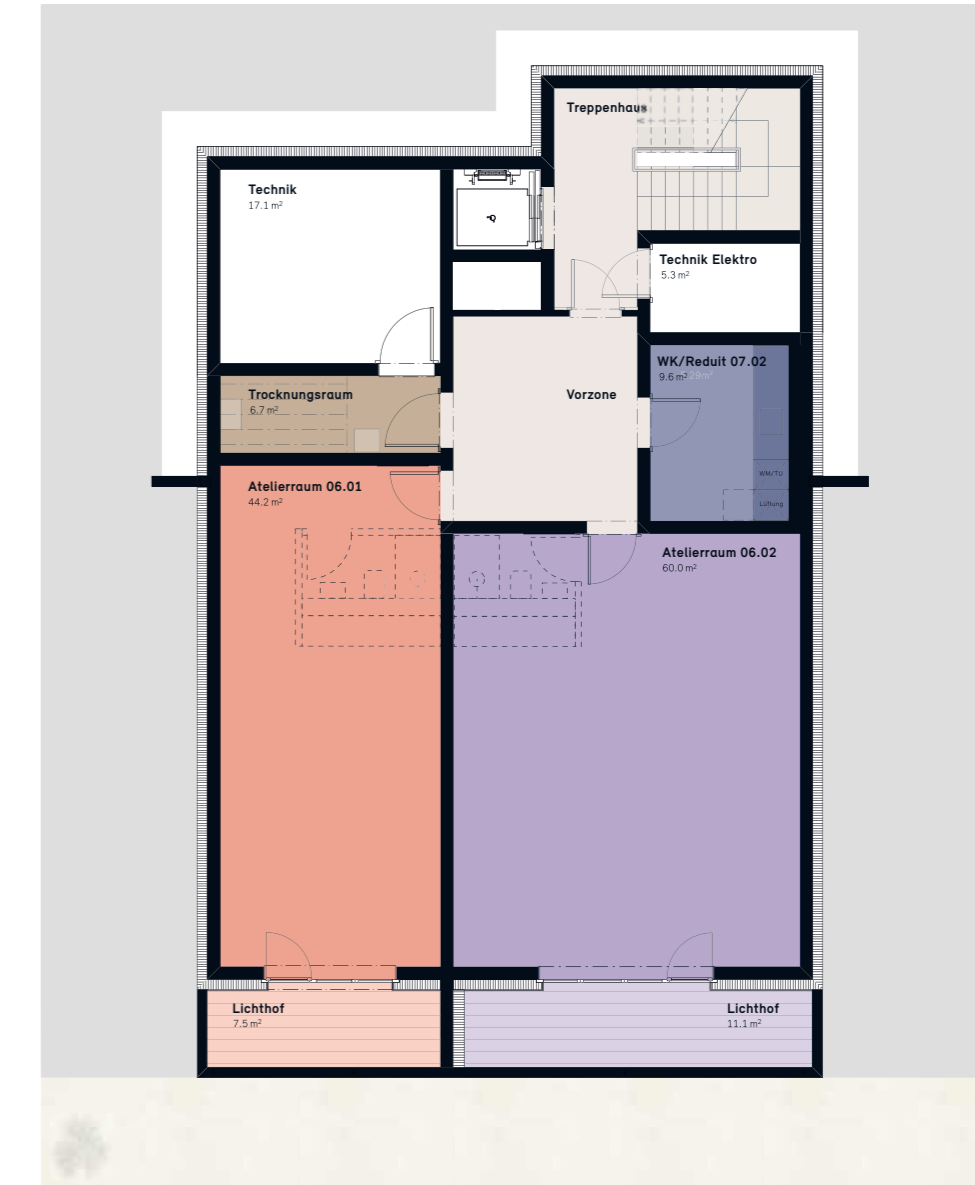 Treppenhaus
Technik
17.1 m²
Technik Elektro
5.3 m²
WK/Reduit 07.02
9.6 m²
Trocknungsraum
6.7 m²
Vorzone
WM/TU
Lüftung
Atelierraum 06.01
44.2 m²
Atelierraum 06.02
60.0 m²
Lichthof
7.5 m²
Lichthof
11.1 m²